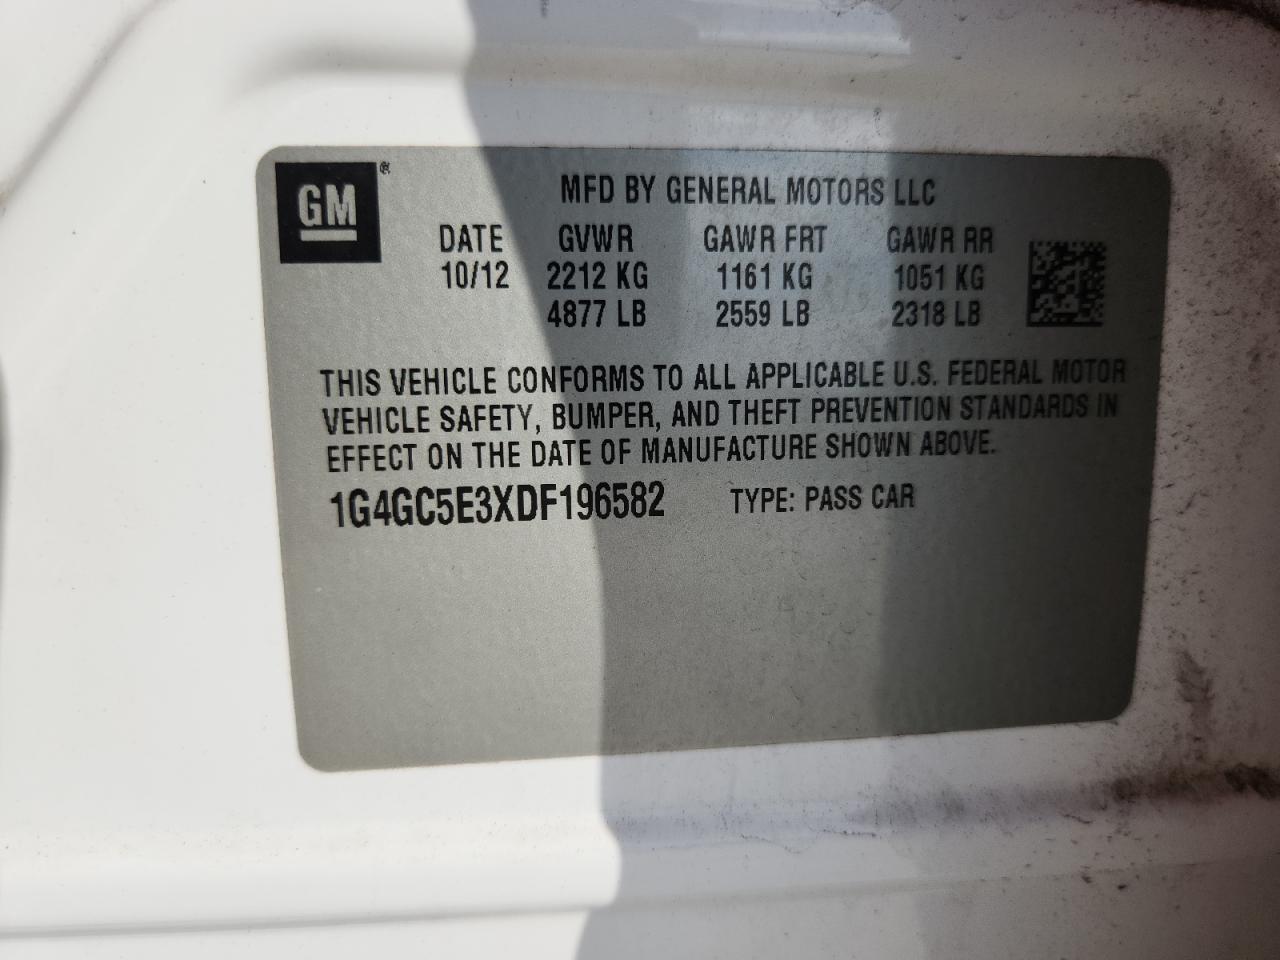 GM®
MFD BY GENERAL MOTORS LLC
DATE GVWR GAWR FRT GAWR RR
10/12 2212 KG 1161 KG 1051 KG
4877 LB 2559 LB 2318 LB
THIS VEHICLE CONFORMS TO ALL APPLICABLE U.S. FEDERAL MOTOR
VEHICLE SAFETY, BUMPER, AND THEFT PREVENTION STANDARDS IN
EFFECT ON THE DATE OF MANUFACTURE SHOWN ABOVE.
1G4GC5E3XDF196582 TYPE: PASS CAR